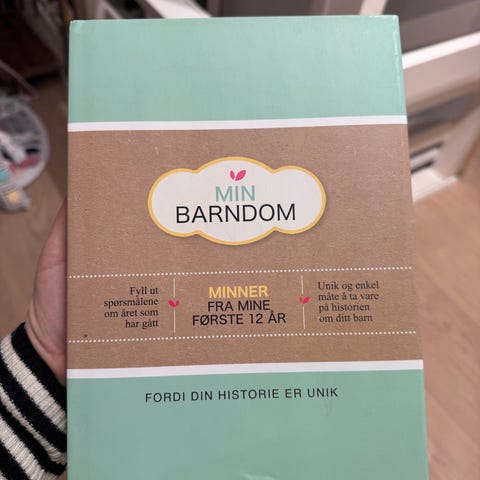 MIN
BARNDOM
Fyll ut
spørsmålene
om året som
har gått
MINNER
FRA MINE
FØRSTE 12 ÅR
Unik og enkel
måte å ta vare
på historien
om ditt barn
FORDI DIN HISTORIE ER UNIK